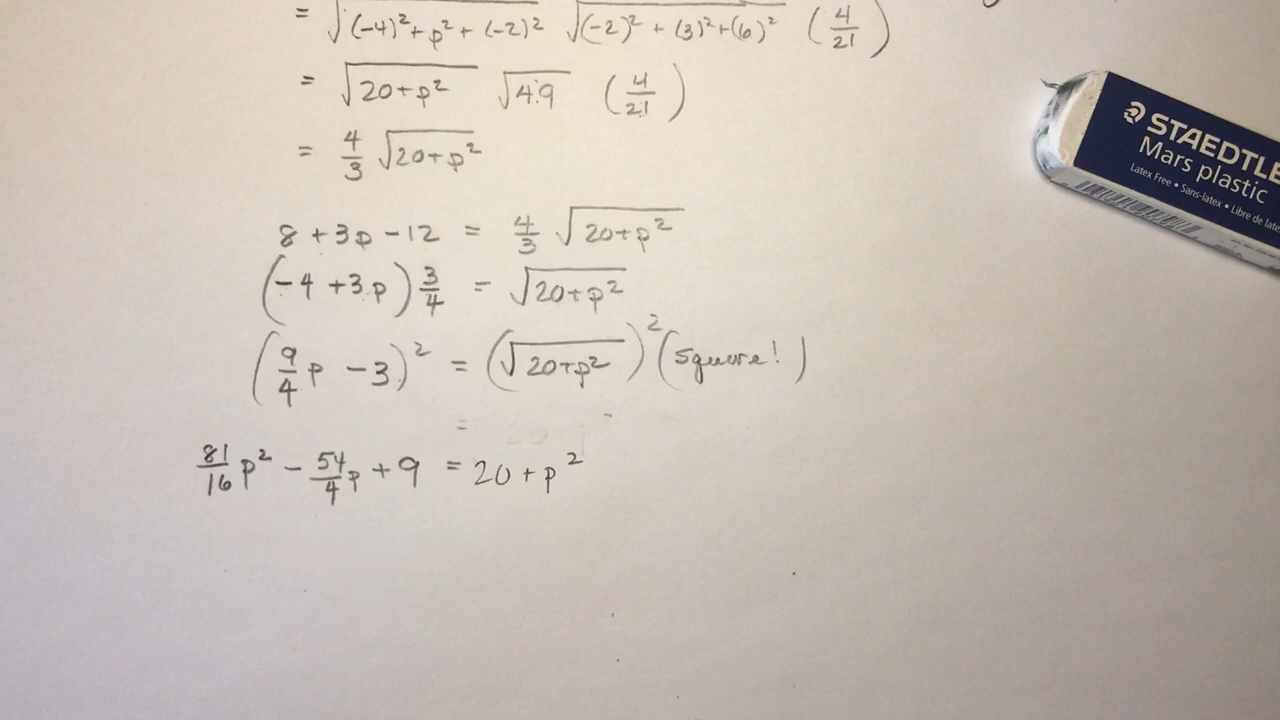 = √((-4)² + p² + (-2)²) √((-2)² + (3)² + (6)²) (4/21)
= √(20+p²) √49 (4/21)
= 4/3 √(20+p²)
8 + 3p - 12 = 4/3 √(20+p²)
(-4 + 3p) 3/4 = √(20+p²)
(9/4 p - 3)² = (√(20+p²))² (square!)
81/16 p² - 54/4 p + 9 = 20 + p²
STAEDTLE
Mars plastic
Latex Free • Sans-latex • Libre de late